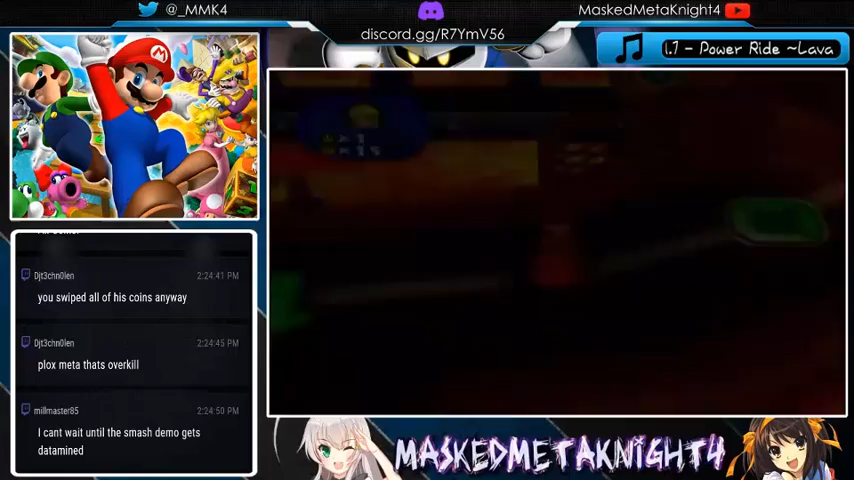 @_MMK4
discord.gg/R7YmV56
MaskedMetaKnight4
1.7 - Power Ride ~Lava
Djt3chn0len
2:24:41 PM
you swiped all of his coins anyway
Djt3chn0len
2:24:45 PM
plox meta thats overkill
millmaster85
2:24:50 PM
I cant wait until the smash demo gets
datamined
MASKEDMETAKNIGHT4